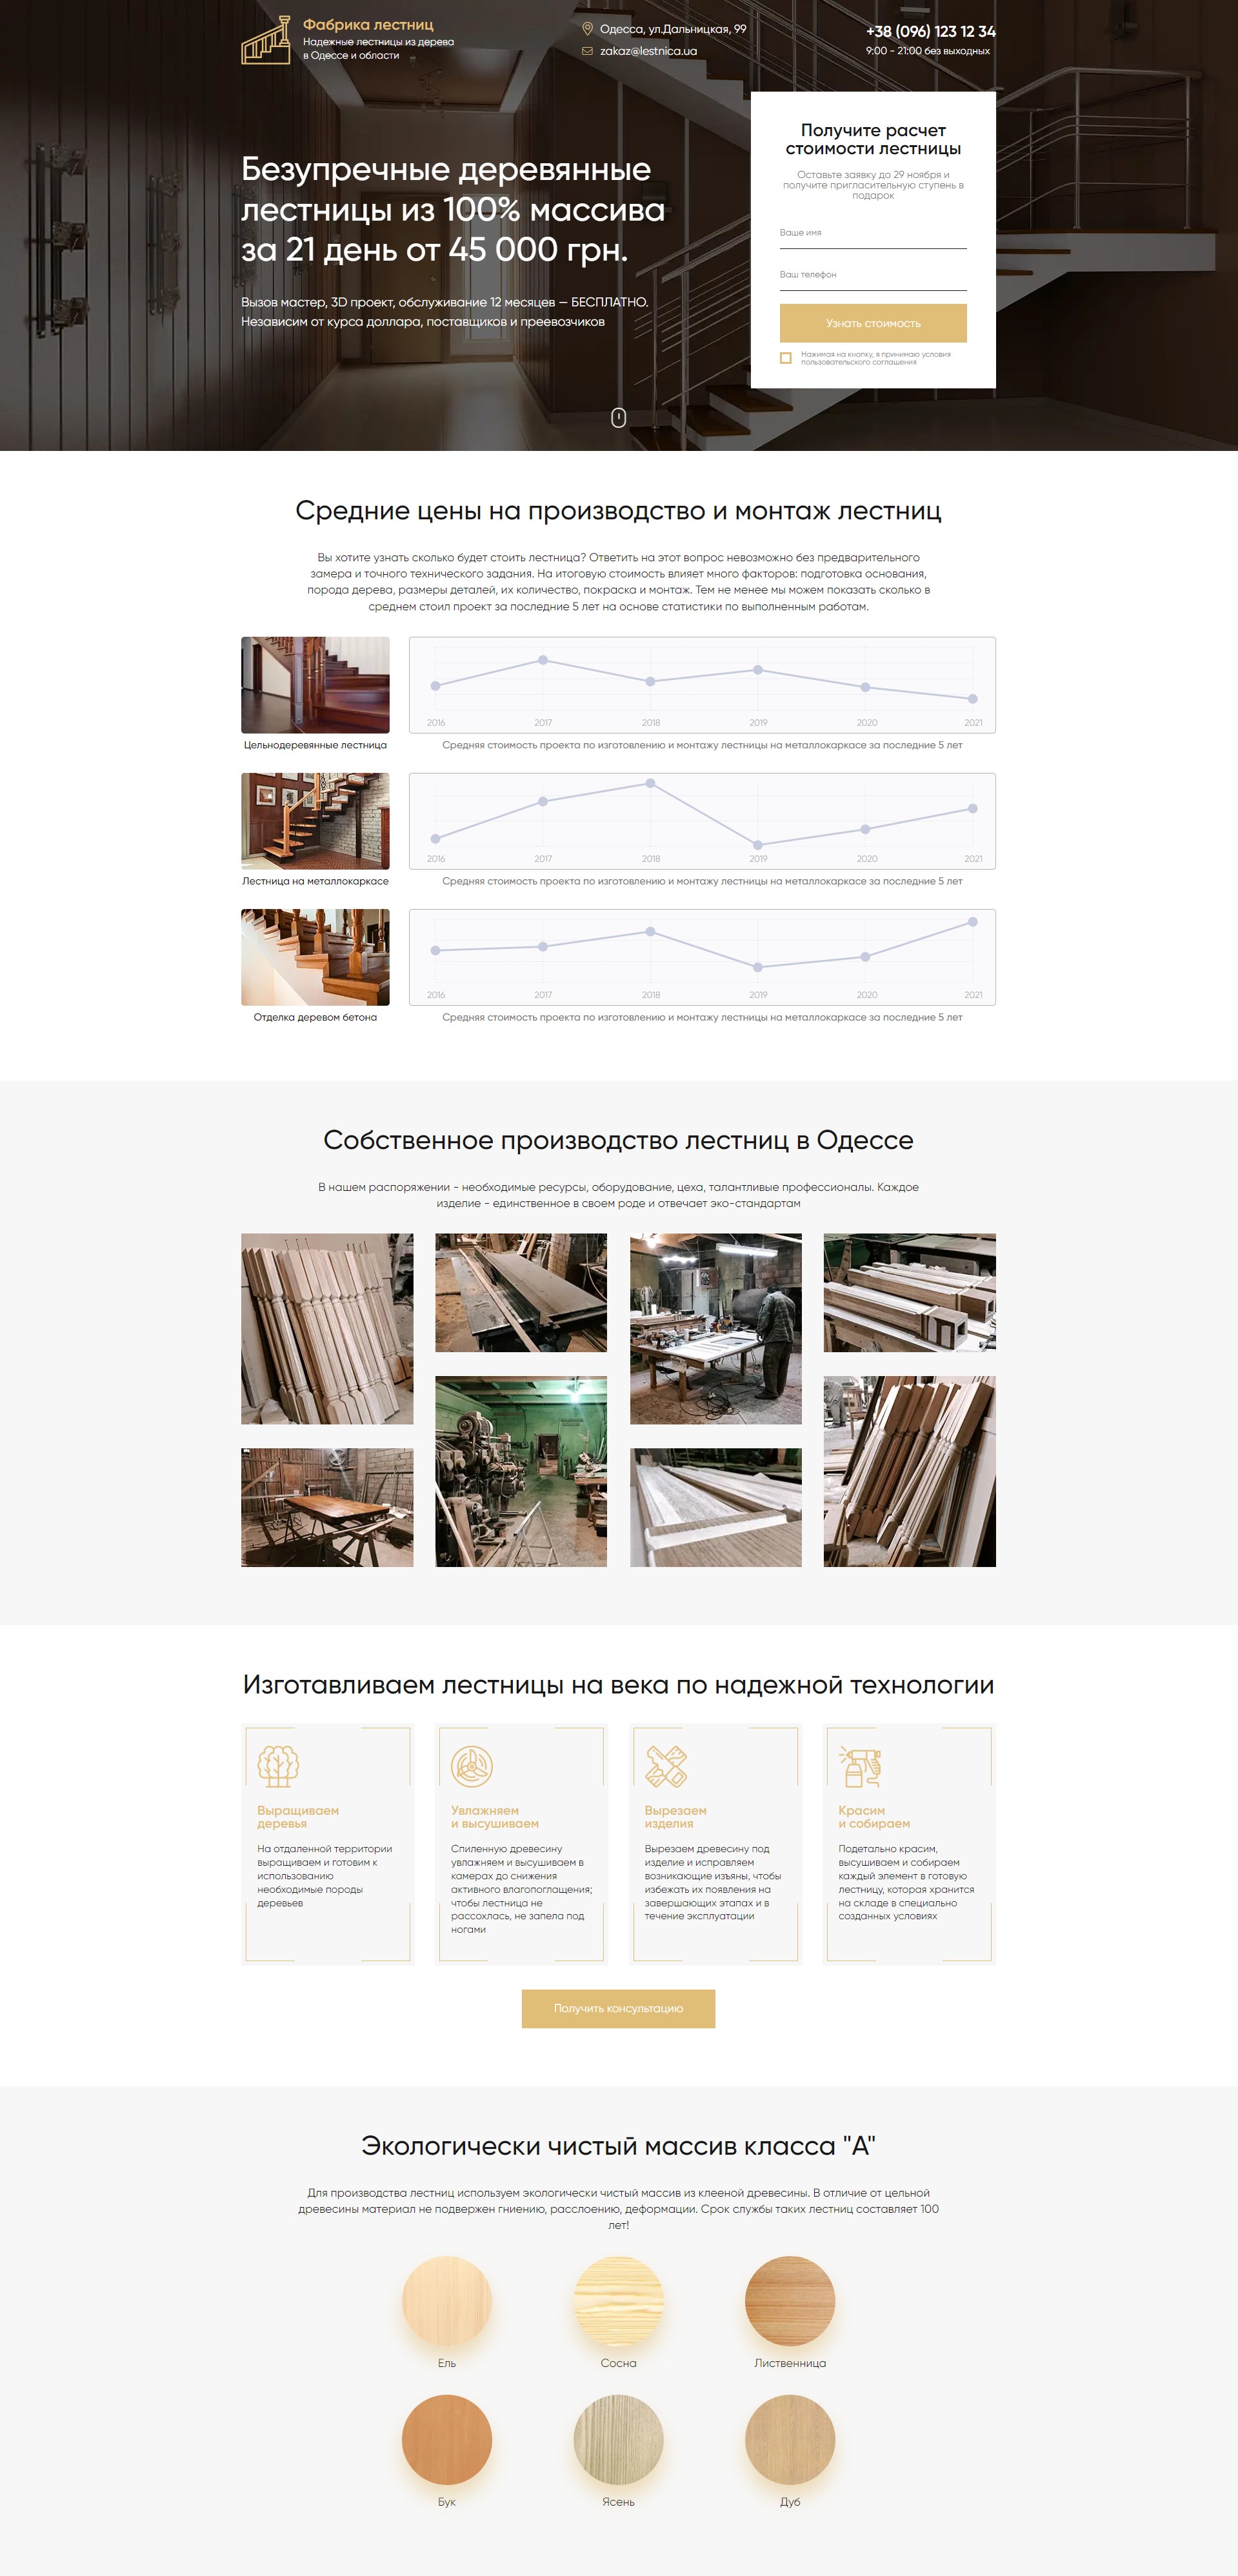 Фабрика лестниц
Надежные лестницы из дерева
в Одессе и области
Одесса, ул.Дальницкая, 99
zakaz@lestnica.ua
+38 (096) 123 12 34
9:00 - 21:00 без выходных
Безупречные деревянные
лестницы из 100% массива
за 21 день от 45 000 грн.
Вызов мастер, 3D проект, обслуживание 12 месяцев — БЕСПЛАТНО.
Независим от курса доллара, поставщиков и преевозчиков
Получите расчет
стоимости лестницы
Оставьте заявку до 29 ноября и
получите пригласительную ступень в
подарок
Ваше имя
Ваш телефон
Узнать стоимость
Нажимая на кнопку, я принимаю условия
пользовательского соглашения
Средние цены на производство и монтаж лестниц
Вы хотите узнать сколько будет стоить лестница? Ответить на этот вопрос невозможно без предварительного
замера и точного технического задания. На итоговую стоимость влияет много факторов: подготовка основания,
порода дерева, размеры деталей, их количество, покраска и монтаж. Тем не менее мы можем показать сколько в
среднем стоил проект за последние 5 лет на основе статистики по выполненным работам.
2016 2017 2018 2019 2020 2021
Цельнодеревянные лестница
Средняя стоимость проекта по изготовлению и монтажу лестницы на металлокаркасе за последние 5 лет
2016 2017 2018 2019 2020 2021
Лестница на металлокаркасе
Средняя стоимость проекта по изготовлению и монтажу лестницы на металлокаркасе за последние 5 лет
2016 2017 2018 2019 2020 2021
Отделка деревом бетона
Средняя стоимость проекта по изготовлению и монтажу лестницы на металлокаркасе за последние 5 лет
Собственное производство лестниц в Одессе
В нашем распоряжении - необходимые ресурсы, оборудование, цеха, талантливые профессионалы. Каждое
изделие - единственное в своем роде и отвечает эко-стандартам
Изготавливаем лестницы на века по надежной технологии
Выращиваем
деревья
На отдаленной территории
выращиваем и готовим к
использованию
необходимые породы
деревьев
Увлажняем
и высушиваем
Спиленную древесину
увлажняем и высушиваем в
камерах до снижения
активного влагопоглащения;
чтобы лестница не
рассохлась, не запела под
ногами
Вырезаем
изделия
Вырезаем древесину под
изделие и исправляем
возникающие изъяны, чтобы
избежать их появления на
завершающих этапах и в
течение эксплуатации
Красим
и собираем
Подетально красим,
высушиваем и собираем
каждый элемент в готовую
лестницу, которая хранится
на складе в специально
созданных условиях
Получить консультацию
Экологически чистый массив класса "А"
Для производства лестниц используем экологически чистый массив из клееной древесины. В отличие от цельной
древесины материал не подвержен гниению, расслоению, деформации. Срок службы таких лестниц составляет 100
лет!
Ель
Сосна
Лиственница
Бук
Ясень
Дуб